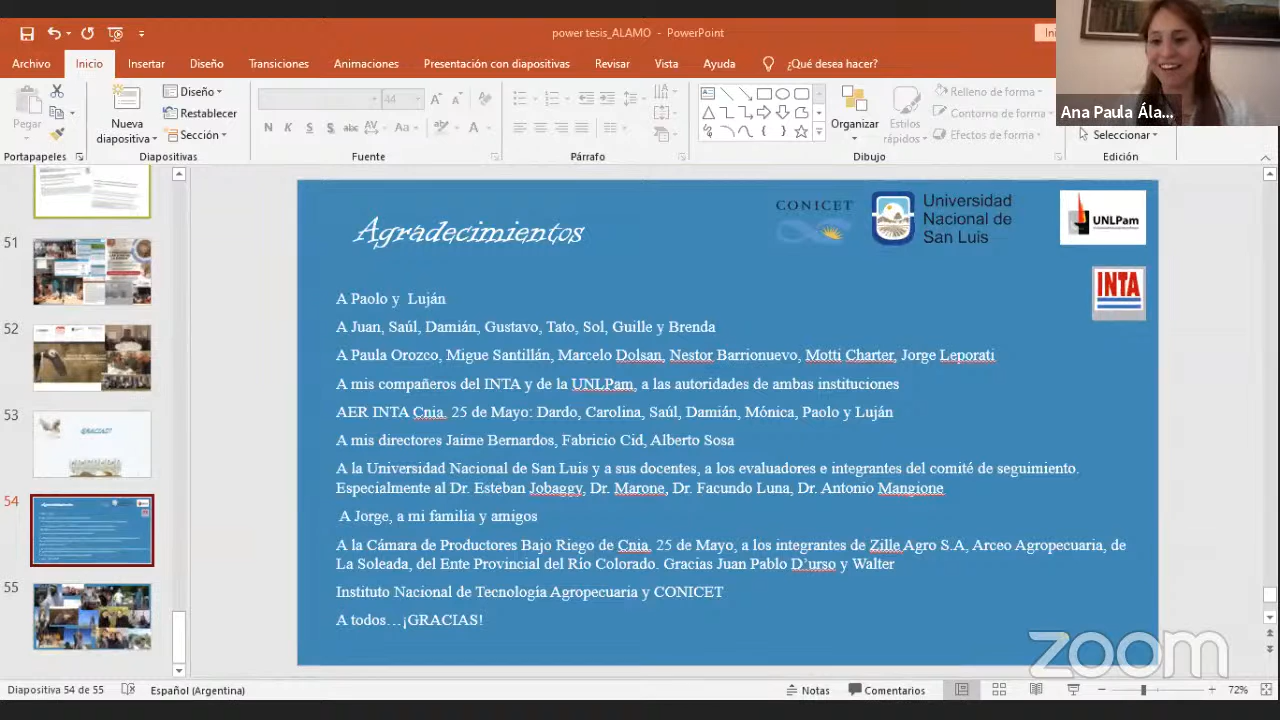 power tesis_ALAMO - PowerPoint
Archivo Inicio Insertar Diseño Transiciones Animaciones Presentación con diapositivas Revisar Vista Ayuda ¿Qué desea hacer?
Ana Paula Ála...
Pegar
Nueva diapositiva
Diseño
Restablecer
Sección
44
N K S S abc AV Aa A
Organizar
Estilos rápidos
Relleno de forma
Contorno de forma
Efectos de forma
Seleccionar
Portapapeles Diapositivas Fuente Párrafo Dibujo Edición
51
52
53
54
55
Agradecimientos
CONICET
Universidad
Nacional de
San Luis
UNLPam
INTA
A Paolo y Luján
A Juan, Saúl, Damián, Gustavo, Tato, Sol, Guille y Brenda
A Paula Orozco, Migue Santillán, Marcelo Dolsan, Nestor Barrionuevo, Motti Charter, Jorge Leporati
A mis compañeros del INTA y de la UNLPam, a las autoridades de ambas instituciones
AER INTA Cnia. 25 de Mayo: Dardo, Carolina, Saúl, Damián, Mónica, Paolo y Luján
A mis directores Jaime Bernardos, Fabricio Cid, Alberto Sosa
A la Universidad Nacional de San Luis y a sus docentes, a los evaluadores e integrantes del comité de seguimiento.
Especialmente al Dr. Esteban Jobaggy, Dr. Marone, Dr. Facundo Luna, Dr. Antonio Mangione
A Jorge, a mi familia y amigos
A la Cámara de Productores Bajo Riego de Cnia. 25 de Mayo, a los integrantes de Zille Agro S.A, Arceo Agropecuaria, de
La Soleada, del Ente Provincial del Río Colorado. Gracias Juan Pablo D’urso y Walter
Instituto Nacional de Tecnología Agropecuaria y CONICET
A todos…¡GRACIAS!
zoom
Diapositiva 54 de 55 Español (Argentina) Notas Comentarios 72%